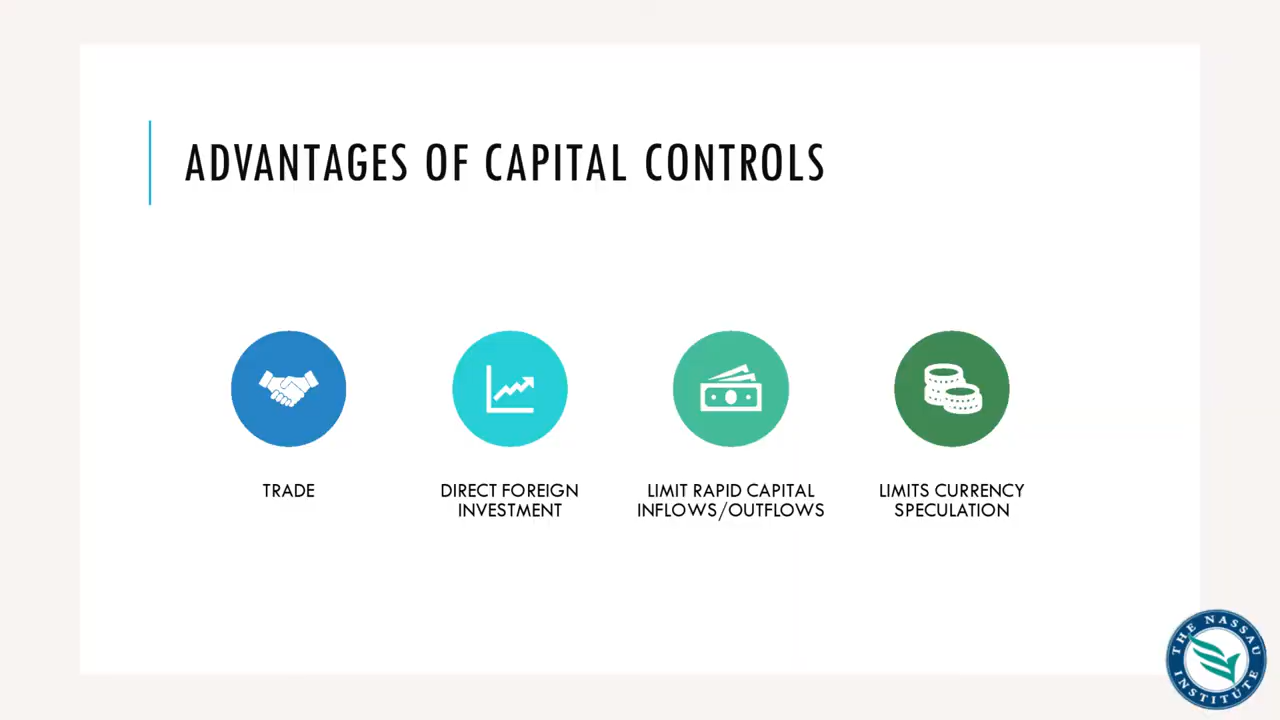 ADVANTAGES OF CAPITAL CONTROLS
TRADE
DIRECT FOREIGN
INVESTMENT
LIMIT RAPID CAPITAL
INFLOWS/OUTFLOWS
LIMITS CURRENCY
SPECULATION
THE NASSAU
INSTITUTE